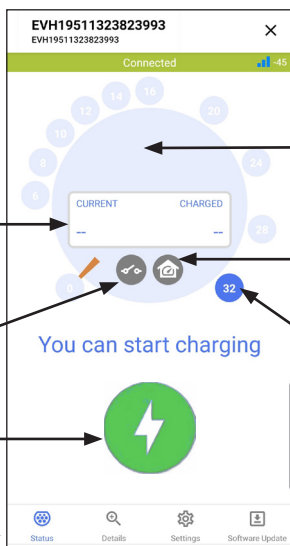 EVH19511323823993
EVH19511323823993
Connected
-45
16
14
12
20
10
8
24
6
CURRENT CHARGED
-- --
28
0
32
You can start charging
Status Details Settings Software Update